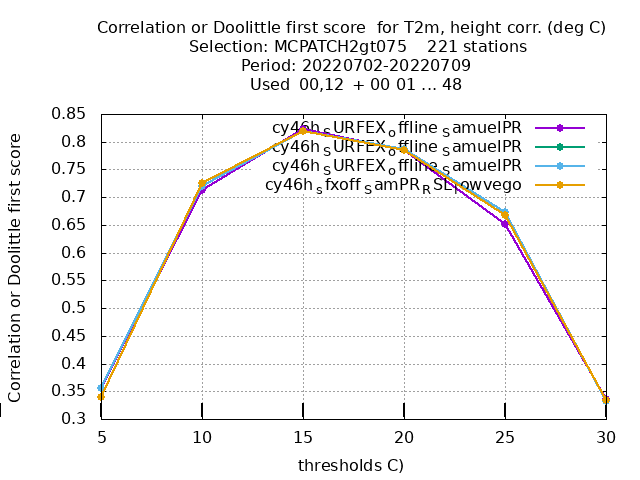 Correlation or Doolittle first score for T2m, height corr. (deg C)
Selection: MCPATCH2gt075 221 stations
Period: 20220702-20220709
Used 00,12 + 00 01 ... 48
Correlation or Doolittle first score
0.85
0.8
0.75
0.7
0.65
0.6
0.55
0.5
0.45
0.4
0.35
0.3
cy46hSURFEXofflineSamuelPR
cy46hSURFEXofflineSamuelPR
cy46hSURFEXofflineSamuelPR
5 10 15 20 25 30
thresholds C)